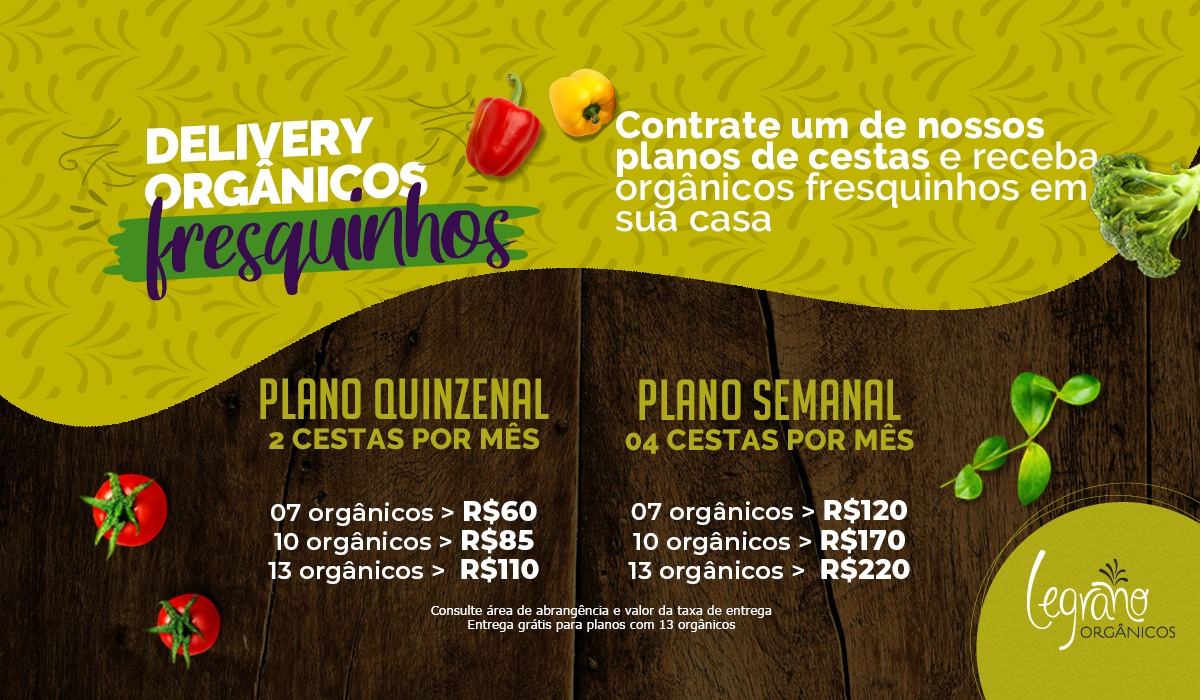 DELIVERY
ORGÂNICOS
fresquinhos
Contrate um de nossos
planos de cestas e receba
orgânicos fresquinhos em
sua casa
PLANO QUINZENAL
2 CESTAS POR MÊS
07 orgânicos > R$60
10 orgânicos > R$85
13 orgânicos > R$110
PLANO SEMANAL
04 CESTAS POR MÊS
07 orgânicos > R$120
10 orgânicos > R$170
13 orgânicos > R$220
Consulte área de abrangência e valor da taxa de entrega
Entrega grátis para planos com 13 orgânicos
Legrano
ORGÂNICOS